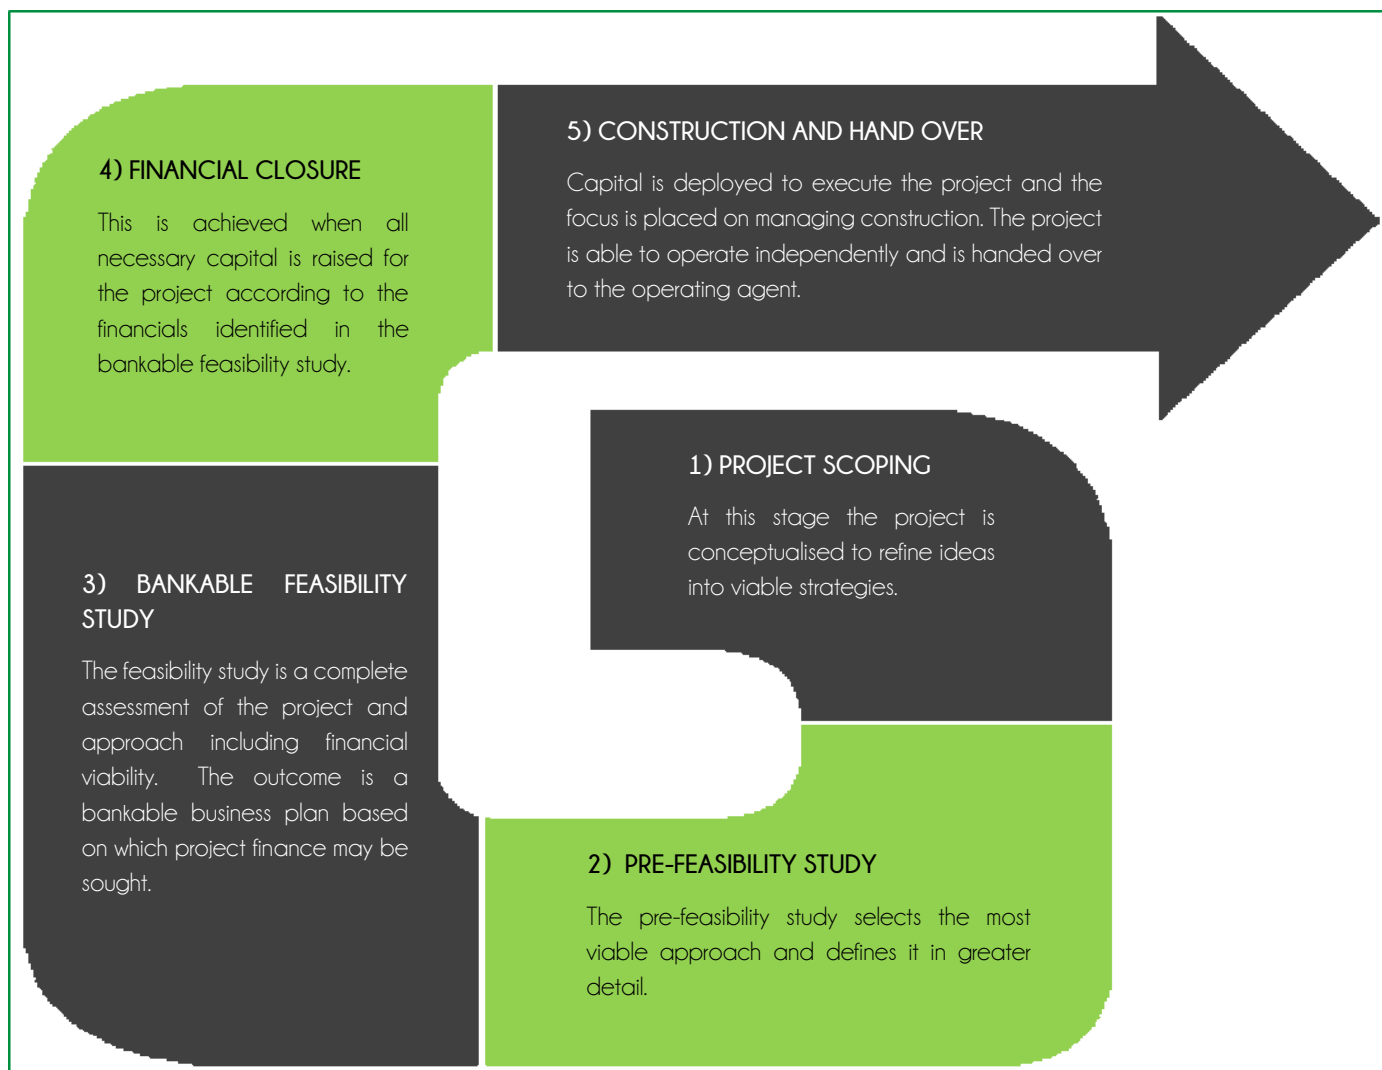 1) PROJECT SCOPING
At this stage the project is
conceptualised to refine ideas
into viable strategies.
2) PRE-FEASIBILITY STUDY
The pre-feasibility study selects the most
viable approach and defines it in greater
detail.
3) BANKABLE FEASIBILITY
STUDY
The feasibility study is a complete
assessment of the project and
approach including financial
viability. The outcome is a
bankable business plan based
on which project finance may be
sought.
4) FINANCIAL CLOSURE
This is achieved when all
necessary capital is raised for
the project according to the
financials identified in the
bankable feasibility study.
5) CONSTRUCTION AND HAND OVER
Capital is deployed to execute the project and the
focus is placed on managing construction. The project
is able to operate independently and is handed over
to the operating agent.